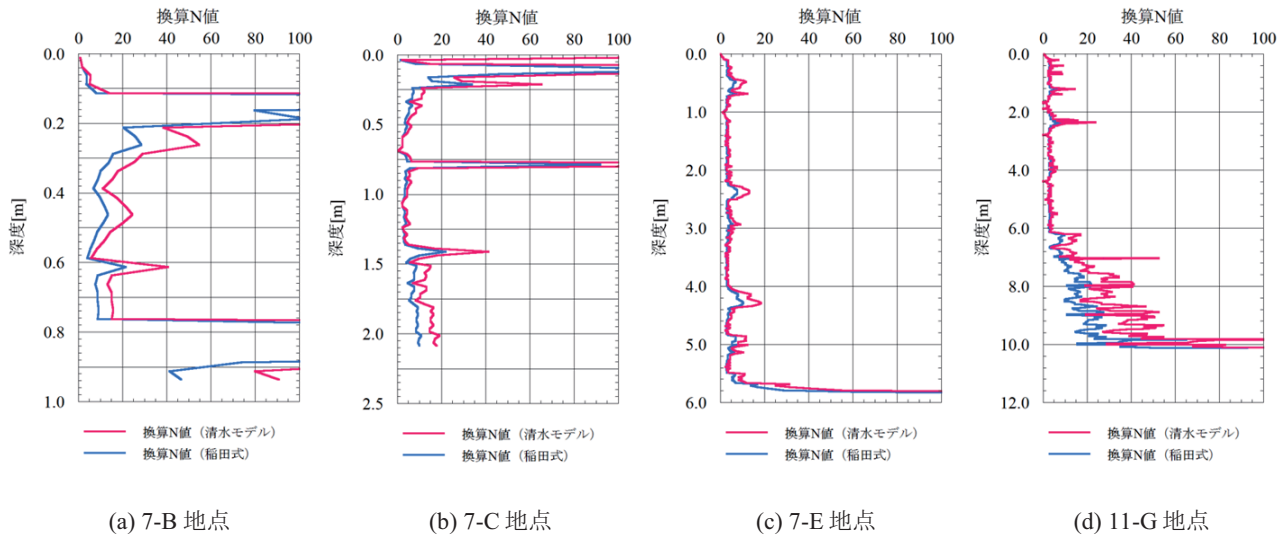 換算N値
0 20 40 60 80 100
0.0
0.2
0.4
0.6
0.8
1.0
深度[m]
換算N値（清水モデル）
換算N値（稲田式）
(a) 7-B 地点
換算N値
0 20 40 60 80 100
0.0
0.5
1.0
1.5
2.0
2.5
深度[m]
換算N値（清水モデル）
換算N値（稲田式）
(b) 7-C 地点
換算N値
0 20 40 60 80 100
0.0
1.0
2.0
3.0
4.0
5.0
6.0
深度[m]
換算N値（清水モデル）
換算N値（稲田式）
(c) 7-E 地点
換算N値
0 20 40 60 80 100
0.0
2.0
4.0
6.0
8.0
10.0
12.0
深度[m]
換算N値（清水モデル）
換算N値（稲田式）
(d) 11-G 地点